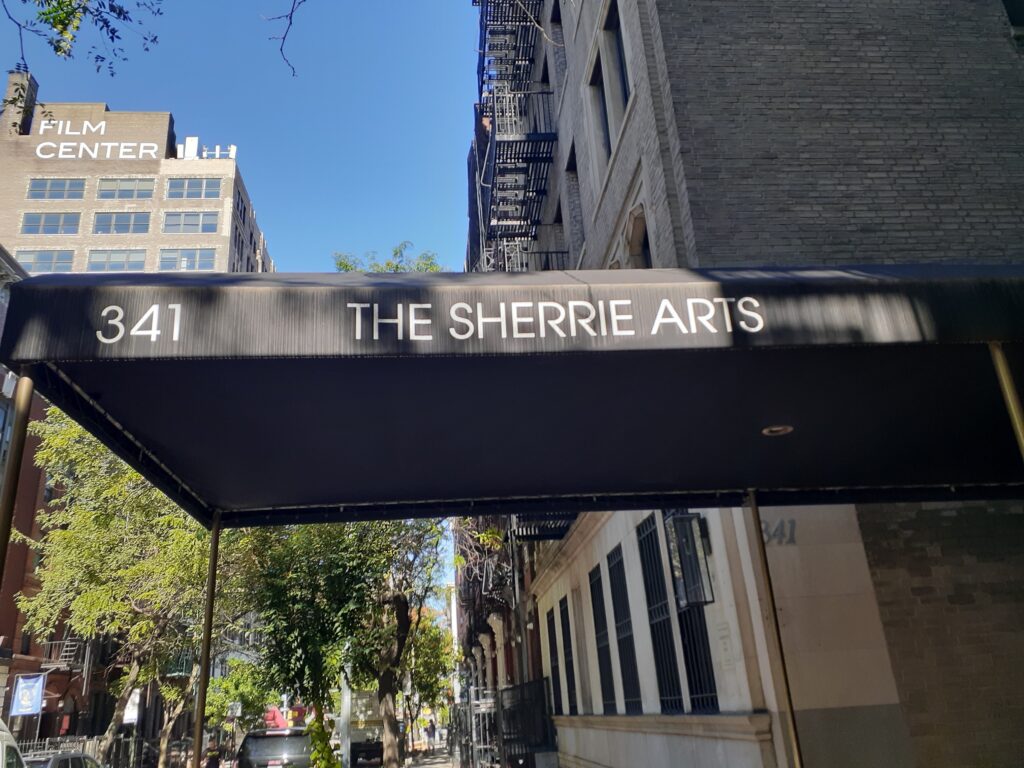 FILM
CENTER
341 THE SHERRIE ARTS
341